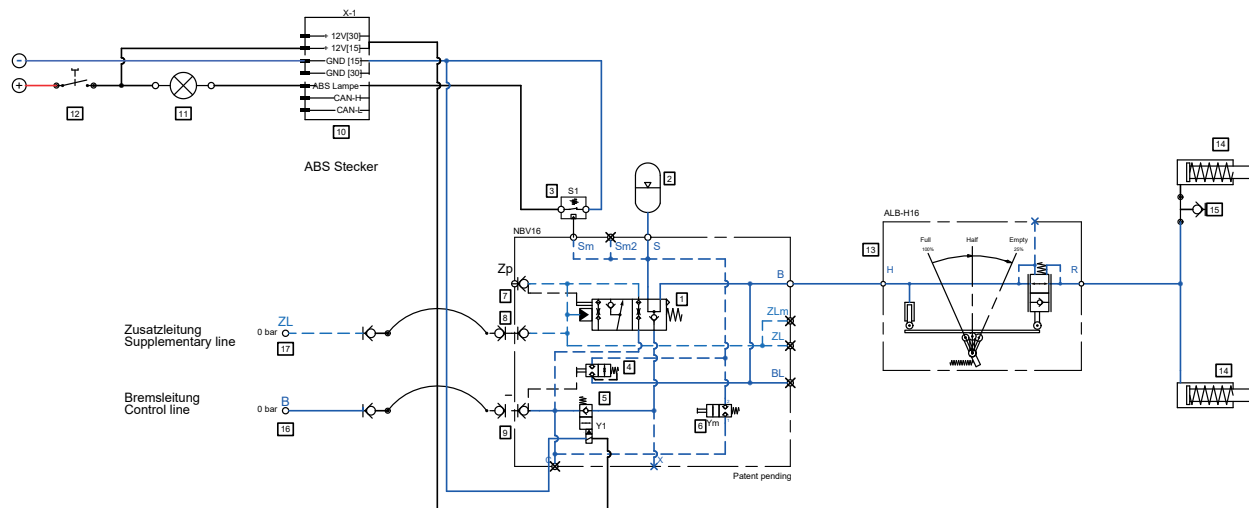 X-1
+ 12V[30]
+ 12V[15]
GND [15]
GND [30]
ABS Lampe
CAN-H
CAN-L
-
+
12
11
10
ABS Stecker
3
S1
2
14
15
NBV16
Sm
Sm2
S
ALB-H16
13
Full
100%
Half
Empty
25%
H
R
B
Zp
7
1
8
ZLm
ZL
Zusatzleitung
Supplementary line
ZL
0 bar
17
4
BL
Bremsleitung
Control line
B
0 bar
16
9
5
Y1
6
Ym
14
C
X
Patent pending